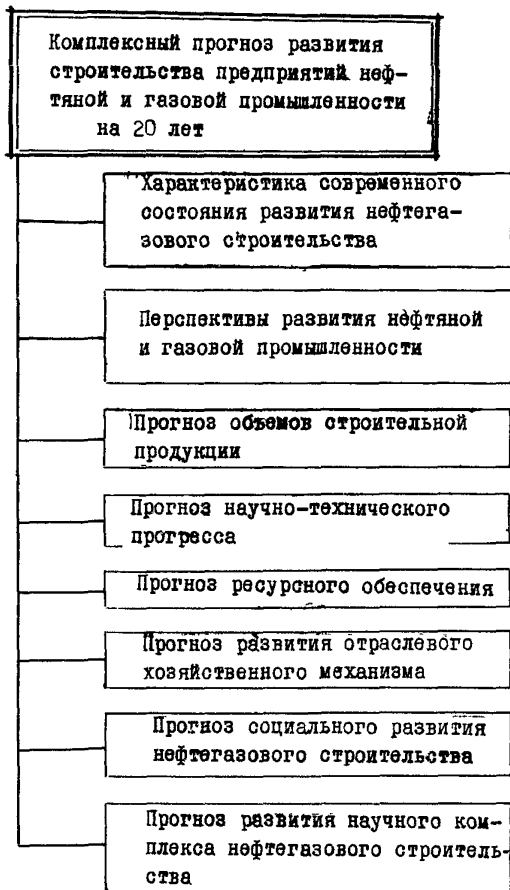 Комплексный прогноз развития
строительства предприятий неф-
тяной и газовой промышленности
на 20 лет
Характеристика современного
состояния развития нефтега-
зового строительства
Перспективы развития нефтяной
и газовой промышленности
Прогноз объемов строительной
продукции
Прогноз научно-технического
прогресса
Прогноз ресурсного обеспечения
Прогноз развития отраслевого
хозяйственного механизма
Прогноз социального развития
нефтегазового строительства
Прогноз развития научного ком-
плекса нефтегазового строитель-
ства